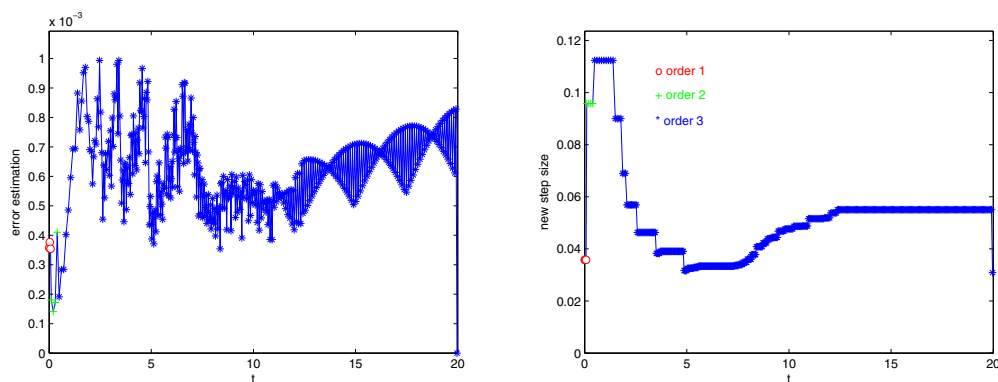 x 10⁻³
error estimation
1
0.9
0.8
0.7
0.6
0.5
0.4
0.3
0.2
0.1
0
0 5 10 15 20
t
new step size
0.12
0.1
0.08
0.06
0.04
0.02
0
0 5 10 15 20
t
o order 1
+ order 2
* order 3